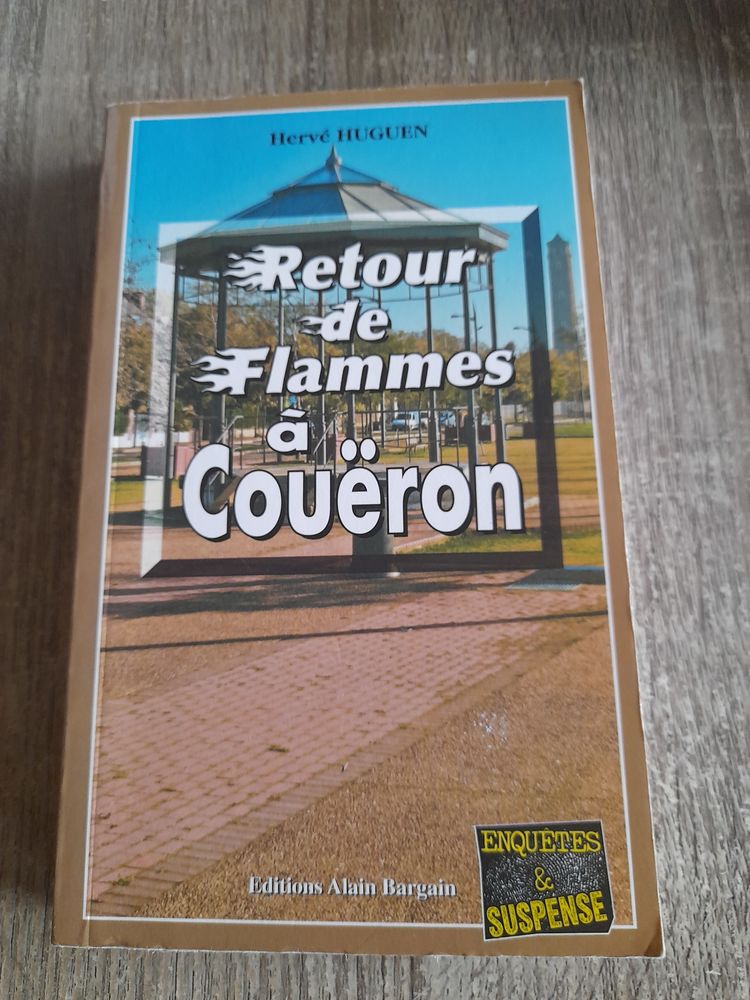 Hervé HUGUEN
Retour
de
Flammes
à
Couëron
Editions Alain Bargain
ENQUÊTES
&
SUSPENSE